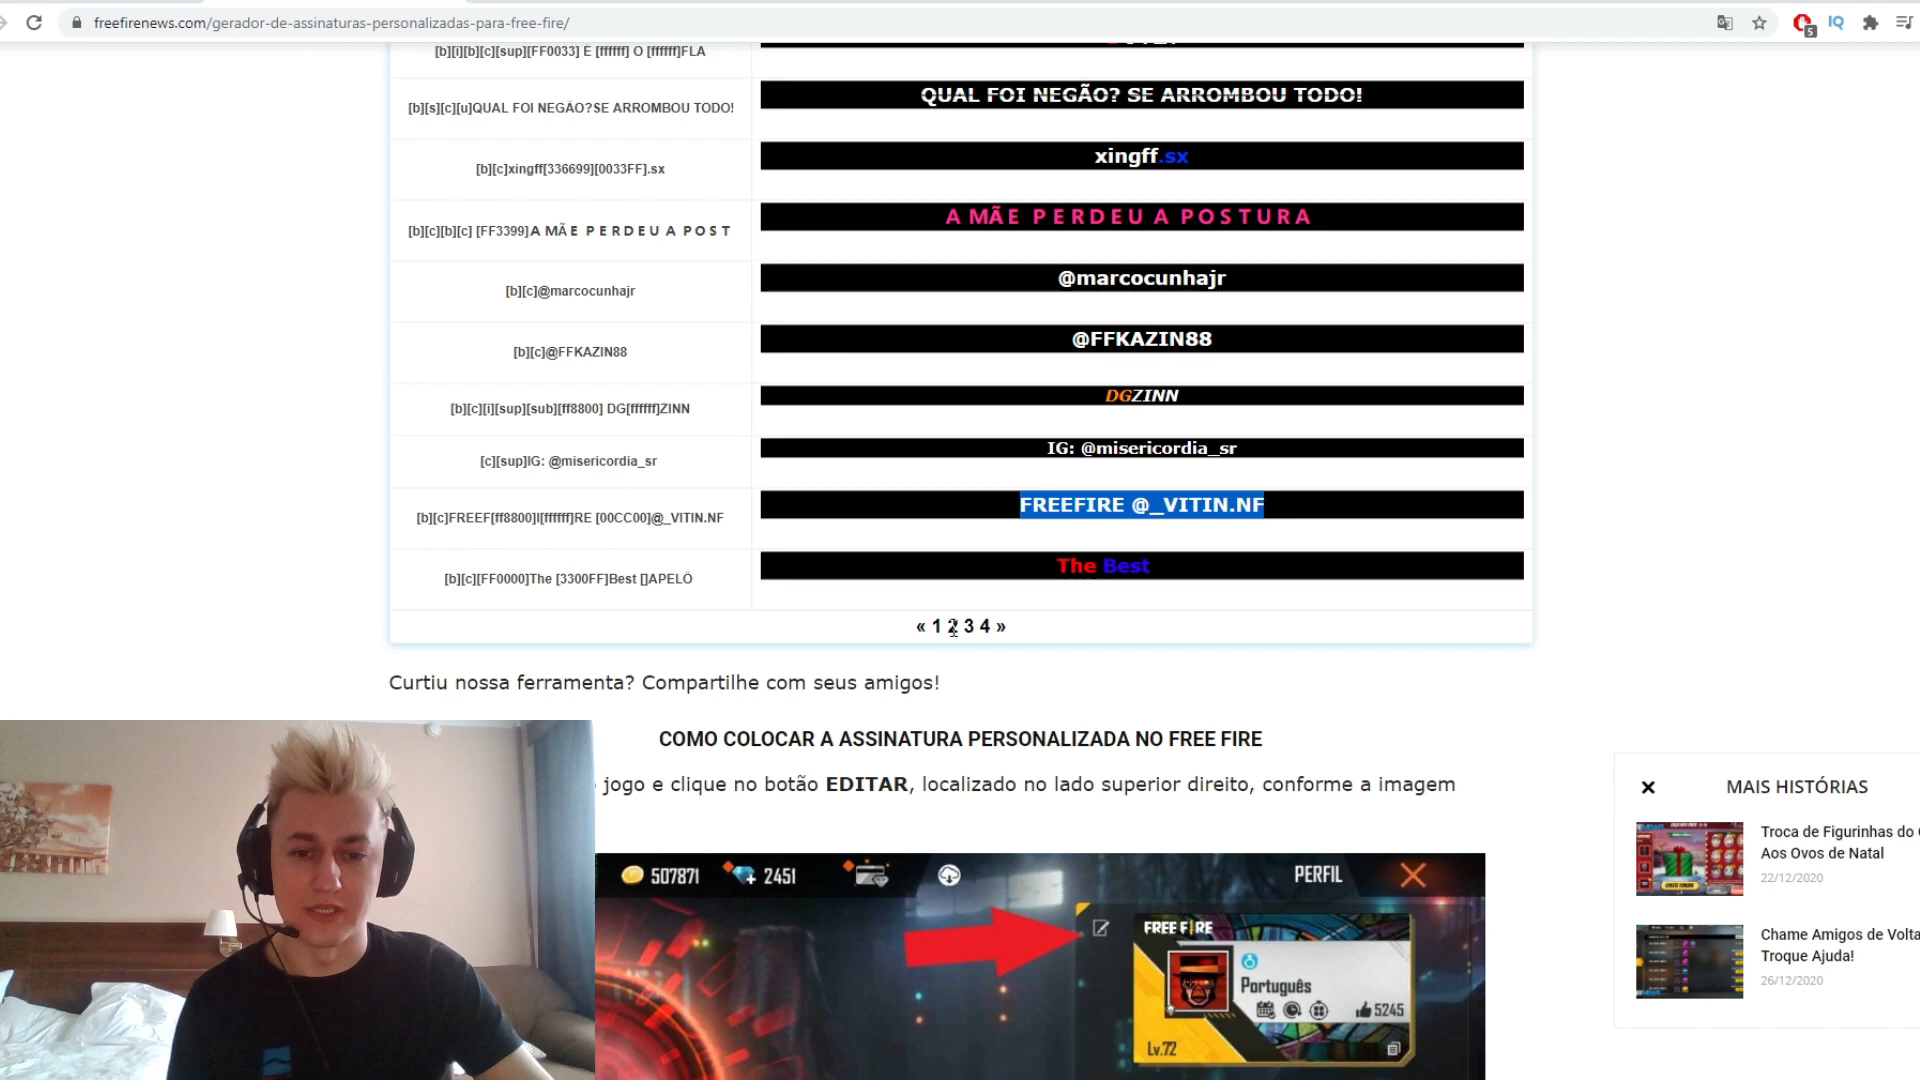 freefirenews.com/gerador-de-assinaturas-personalizadas-para-free-fire/
5
IQ
[b][i][b][c][sup][FF0033] É [ffffff] O [ffffff]FLA
[b][s][c][u]QUAL FOI NEGÃO?SE ARROMBOU TODO!
QUAL FOI NEGÃO? SE ARROMBOU TODO!
[b][c]xingff[336699][0033FF].sx
xingff.sx
[b][c][b][c] [FF3399]A MÃ E P E R D E U A P O S T
A MÃ E P E R D E U A P O S T U R A
[b][c]@marcocunhajr
@marcocunhajr
[b][c]@FFKAZIN88
@FFKAZIN88
[b][c][i][sup][sub][ff8800] DG[ffffff]ZINN
DGZINN
[c][sup]IG: @misericordia_sr
IG: @misericordia_sr
[b][c]FREEF[ff8800]I[ffffff]RE [00CC00]@_VITIN.NF
FREEFIRE @_VITIN.NF
[b][c][FF0000]The [3300FF]Best []APELÔ
The Best
« 1 2 3 4 »
Curtiu nossa ferramenta? Compartilhe com seus amigos!
COMO COLOCAR A ASSINATURA PERSONALIZADA NO FREE FIRE
jogo e clique no botão EDITAR, localizado no lado superior direito, conforme a imagem
507871
2451
PERFIL
FREE FIRE
Português
5245
Lv.72
MAIS HISTÓRIAS
Troca de Figurinhas do
Aos Ovos de Natal
22/12/2020
Chame Amigos de Volta
Troque Ajuda!
26/12/2020